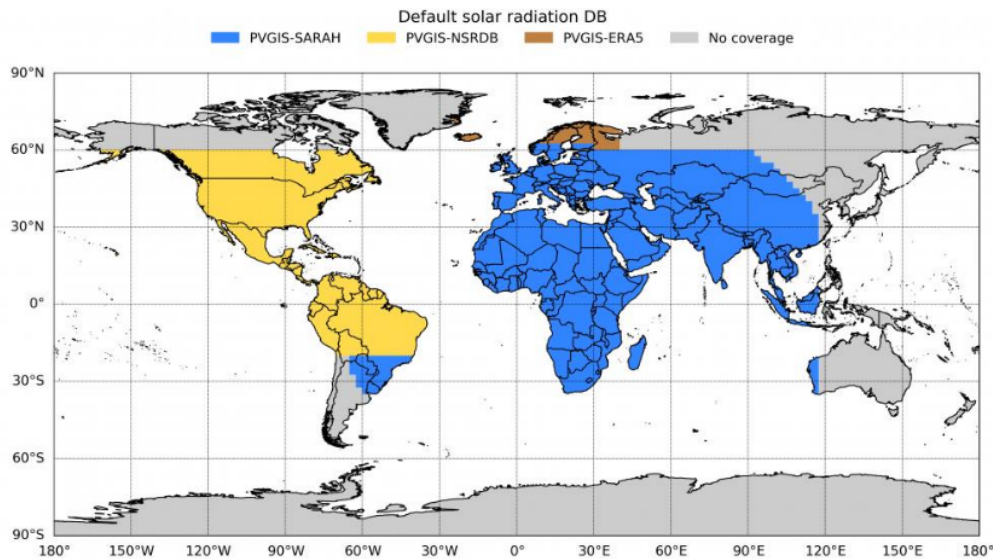 Default solar radiation DB
PVGIS-SARAH PVGIS-NSRDB PVGIS-ERA5 No coverage
90°N
60°N
30°N
0°
30°S
60°S
90°S
180° 150°W 120°W 90°W 60°W 30°W 0° 30°E 60°E 90°E 120°E 150°E 180°